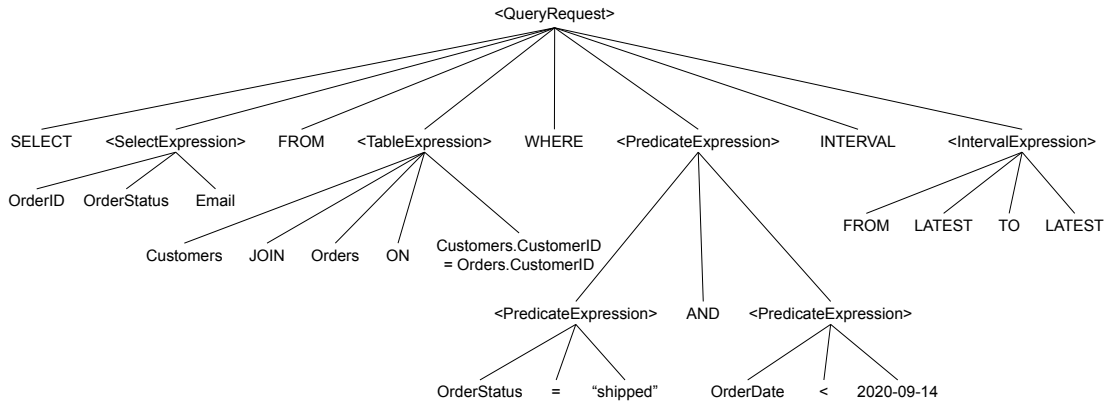 <QueryRequest>
SELECT <SelectExpression> FROM <TableExpression> WHERE <PredicateExpression> INTERVAL <IntervalExpression>
OrderID OrderStatus Email
FROM LATEST TO LATEST
Customers JOIN Orders ON Customers.CustomerID
= Orders.CustomerID
<PredicateExpression> AND <PredicateExpression>
OrderStatus = “shipped” OrderDate < 2020-09-14